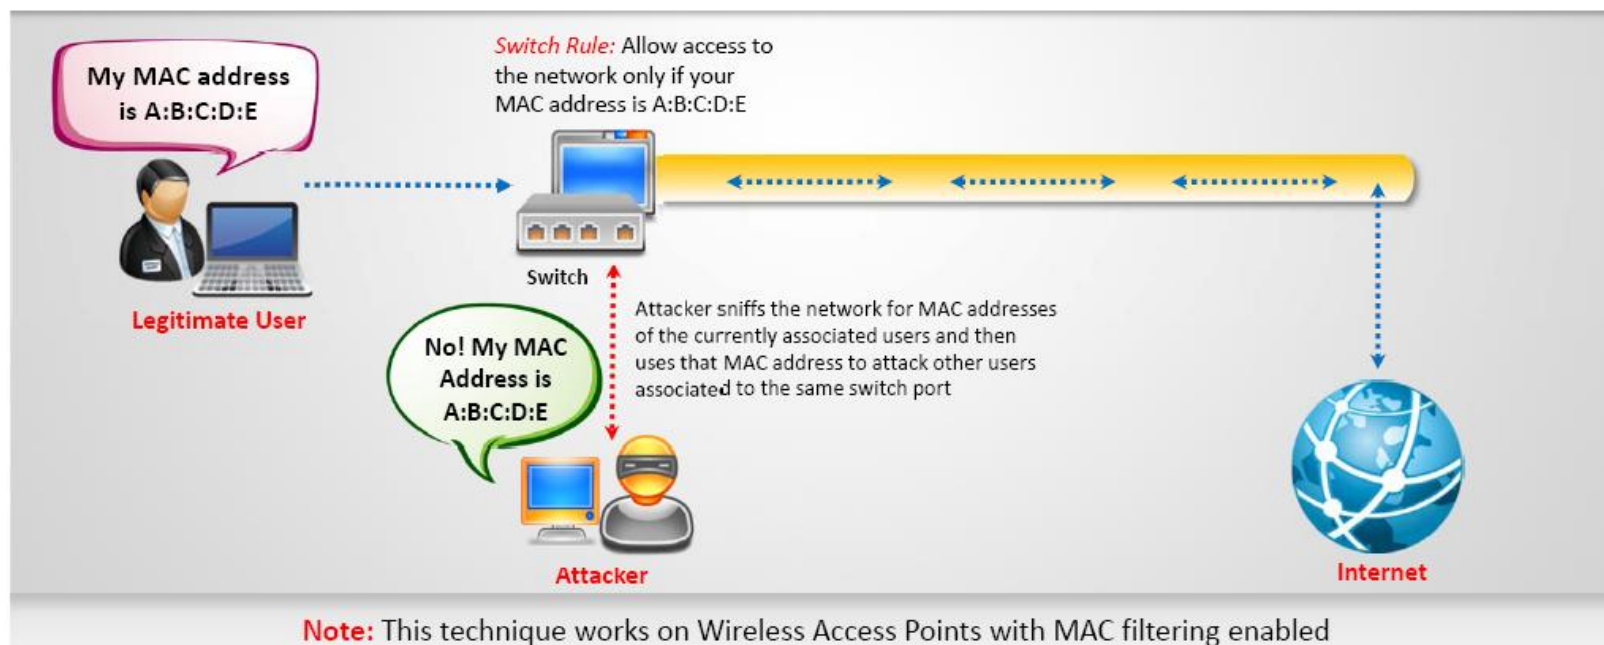 My MAC address
is A:B:C:D:E
Switch Rule: Allow access to
the network only if your
MAC address is A:B:C:D:E
Switch
Legitimate User
Attacker sniffs the network for MAC addresses
of the currently associated users and then
uses that MAC address to attack other users
associated to the same switch port
No! My MAC
Address is
A:B:C:D:E
Attacker
Internet
Note: This technique works on Wireless Access Points with MAC filtering enabled